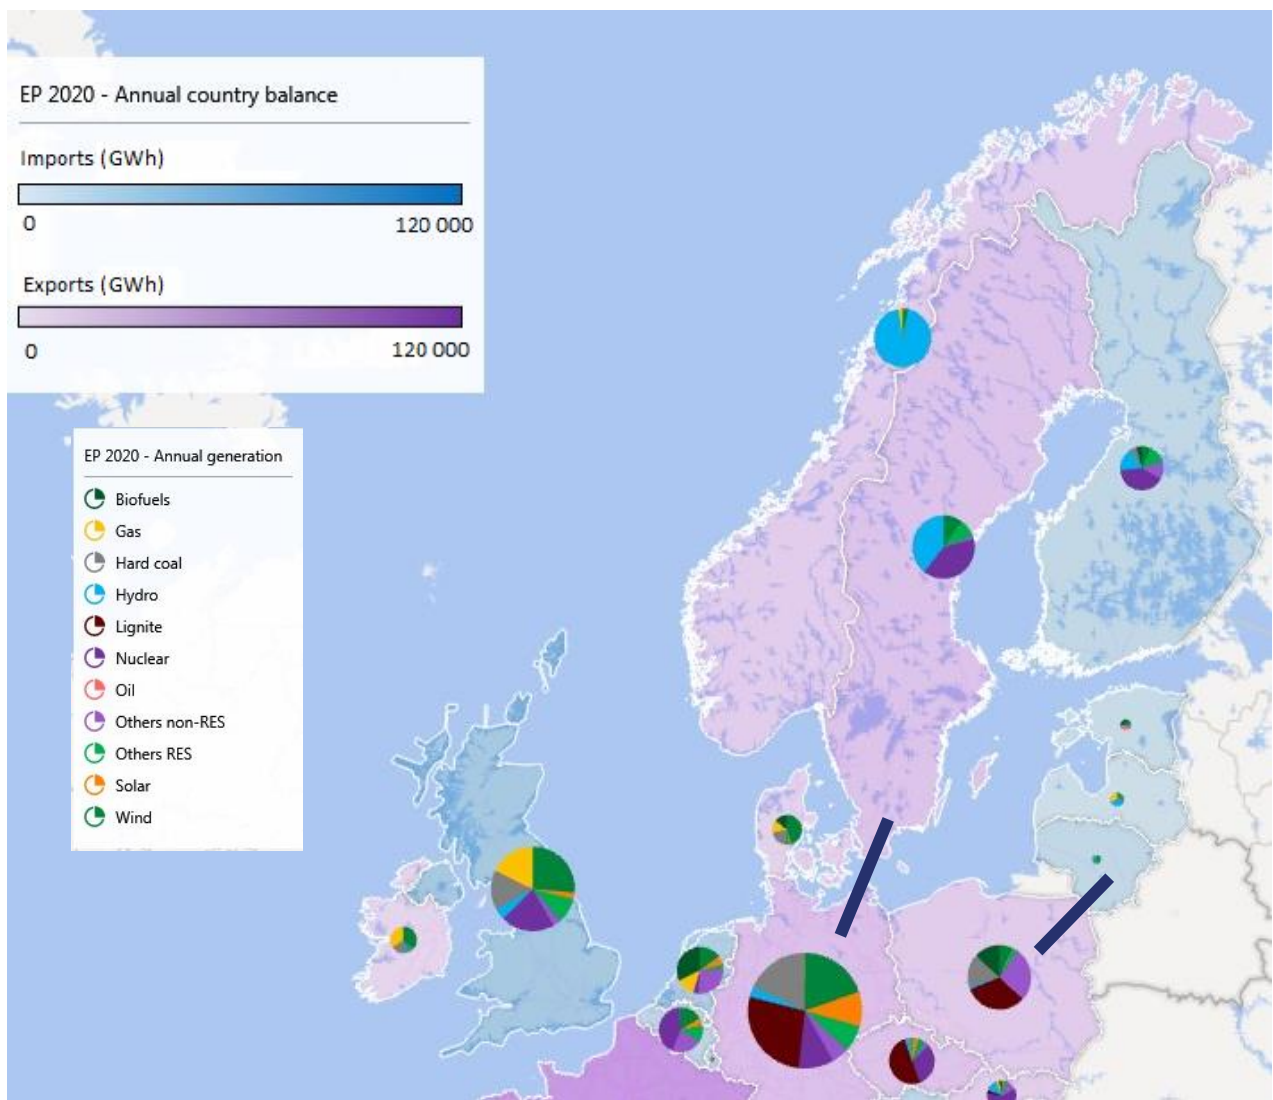 EP 2020 - Annual country balance
Imports (GWh)
0 120 000
Exports (GWh)
0 120 000
EP 2020 - Annual generation
Biofuels
Gas
Hard coal
Hydro
Lignite
Nuclear
Oil
Others non-RES
Others RES
Solar
Wind